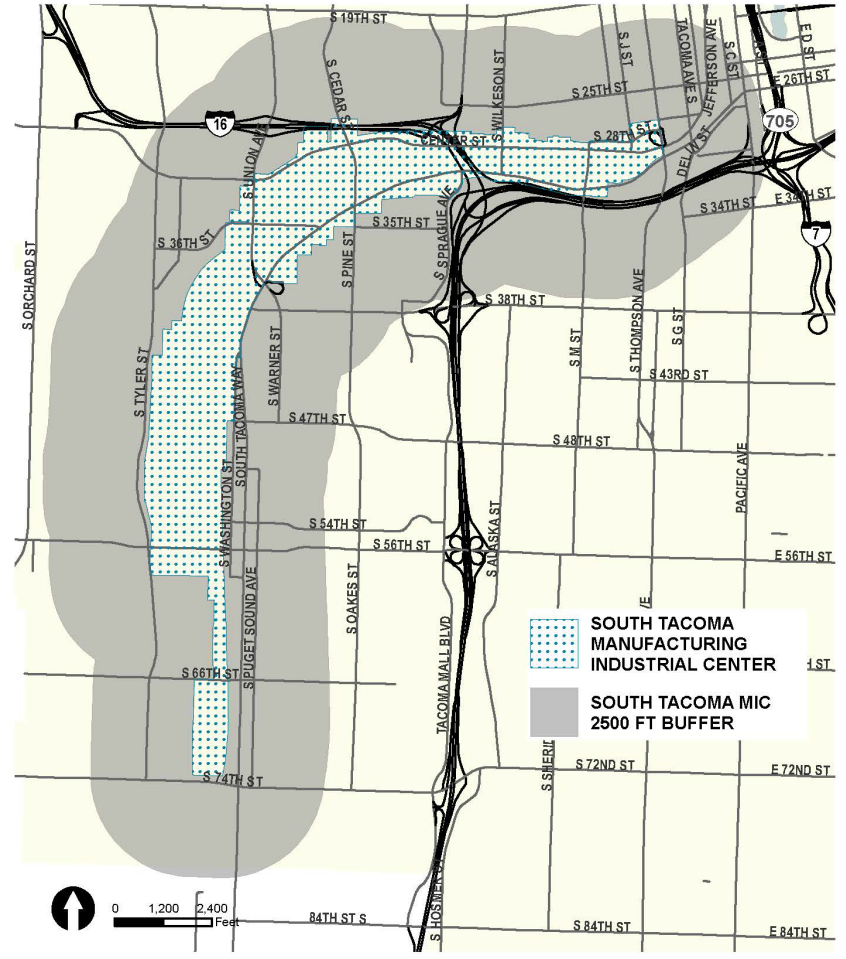 S 19TH ST
S J ST
TACOMA AVE S
JEFFERSON AVE
S C ST
E D ST
S CEDAR ST
S WILKESON ST
S 25TH ST
E 26TH ST
16
705
S UNION AVE
CENTER ST
S 28TH ST
DELIN ST
S 34TH ST
E 34TH ST
7
S 36TH ST
S 35TH ST
S PINE ST
S SPRAGUE AVE
S ORCHARD ST
S 38TH ST
S TYLER ST
S WARNER ST
S M ST
S THOMPSON AVE
S G ST
S 43RD ST
SOUTH TACOMA WAY
S 47TH ST
S 48TH ST
PACIFIC AVE
S WASHINGTON ST
S 54TH ST
S 56TH ST
S ALASKA ST
E 56TH ST
S PUGET SOUND AVE
S OAKES ST
TACOMA MALL BLVD
SOUTH TACOMA
MANUFACTURING
INDUSTRIAL CENTER
SOUTH TACOMA MIC
2500 FT BUFFER
S 66TH ST
S 74TH ST
S SHERID
S 72ND ST
E 72ND ST
0 1,200 2,400
Feet
84TH ST S
S HOSMER ST
S 84TH ST
E 84TH ST